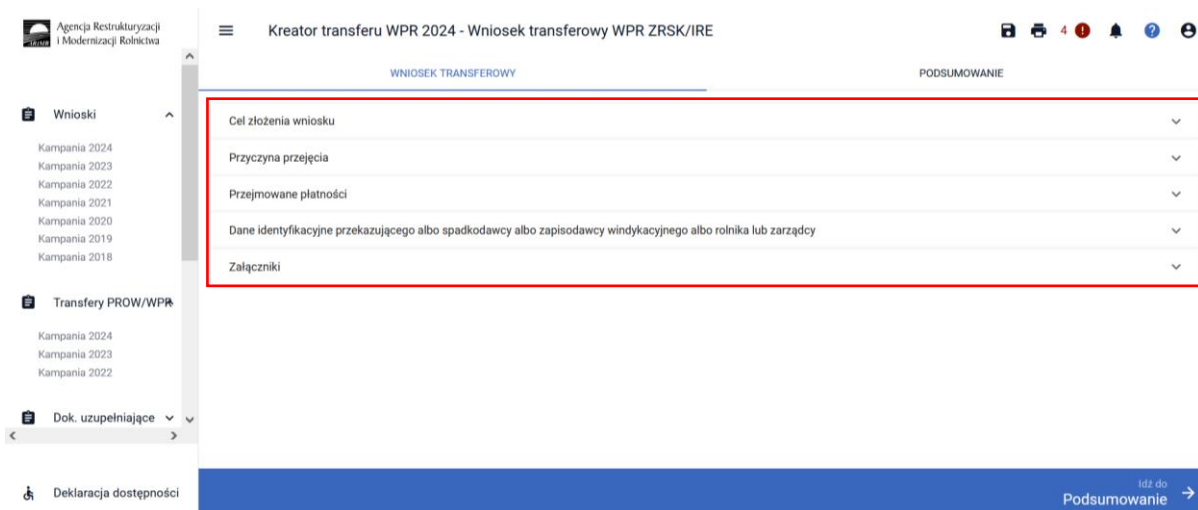 Agencja Restrukturyzacji
i Modernizacji Rolnictwa
Kreator transferu WPR 2024 - Wniosek transferowy WPR ZRSK/IRE
4
WNIOSEK TRANSFEROWY
PODSUMOWANIE
Wnioski
Kampania 2024
Kampania 2023
Kampania 2022
Kampania 2021
Kampania 2020
Kampania 2019
Kampania 2018
Transfery PROW/WPR
Kampania 2024
Kampania 2023
Kampania 2022
Dok. uzupełniające
Deklaracja dostępności
Cel złożenia wniosku
Przyczyna przejęcia
Przejmowane płatności
Dane identyfikacyjne przekazującego albo spadkodawcy albo zapisodawcy windykacyjnego albo rolnika lub zarządcy
Załączniki
Idź do
Podsumowanie